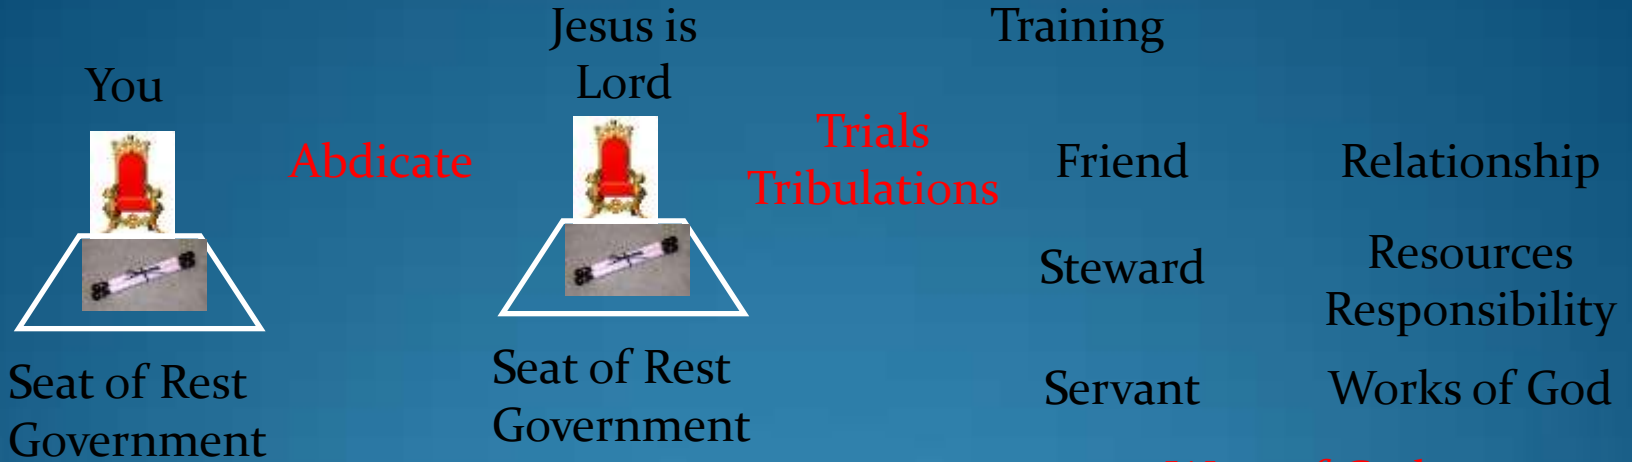 You
Seat of Rest
Government
Abdicate
Jesus is
Lord
Seat of Rest
Government
Trials
Tribulations
Training
Friend
Relationship
Steward
Resources
Responsibility
Servant
Works of God